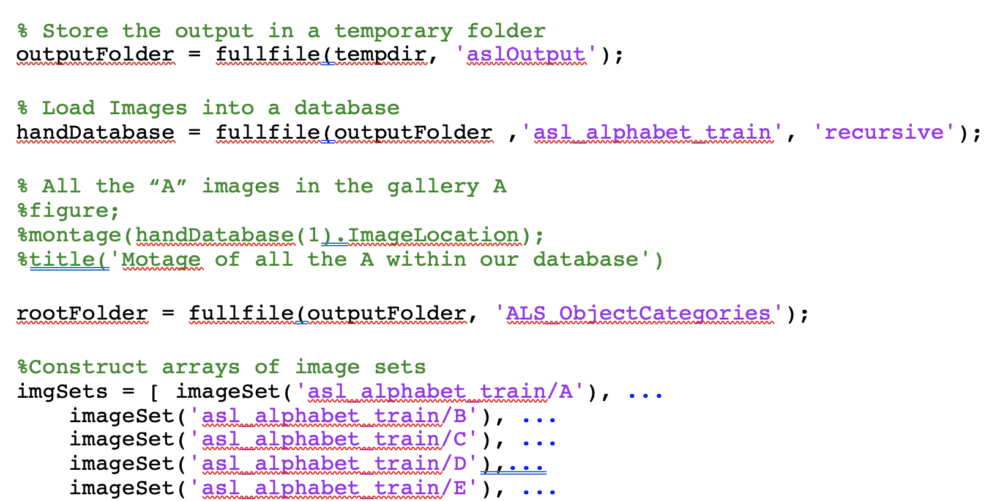 % Store the output in a temporary folder
outputFolder = fullfile(tempdir, 'aslOutput');
% Load Images into a database
handDatabase = fullfile(outputFolder ,'asl_alphabet_train', 'recursive');
% All the “A” images in the gallery A
%figure;
%montage(handDatabase(1).ImageLocation);
%title('Motage of all the A within our database')
rootFolder = fullfile(outputFolder, 'ALS_ObjectCategories');
%Construct arrays of image sets
imgSets = [ imageSet('asl_alphabet_train/A'), ...
imageSet('asl_alphabet_train/B'), ...
imageSet('asl_alphabet_train/C'), ...
imageSet('asl_alphabet_train/D'),...
imageSet('asl_alphabet_train/E'), ...